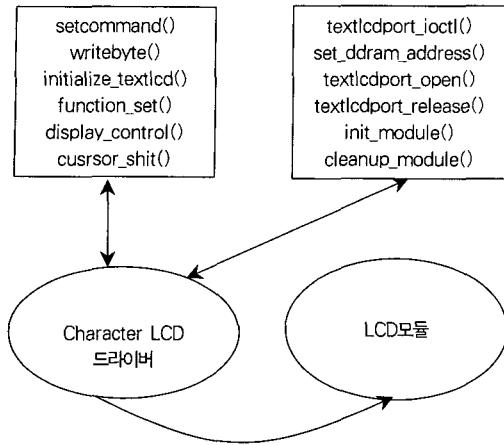 setcommand()
writebyte()
initialize_textlcd()
function_set()
display_control()
cusrsor_shit()
textlcdport_ioctl()
set_ddram_address()
textlcdport_open()
textlcdport_release()
init_module()
cleanup_module()
Character LCD
드라이버
LCD모듈